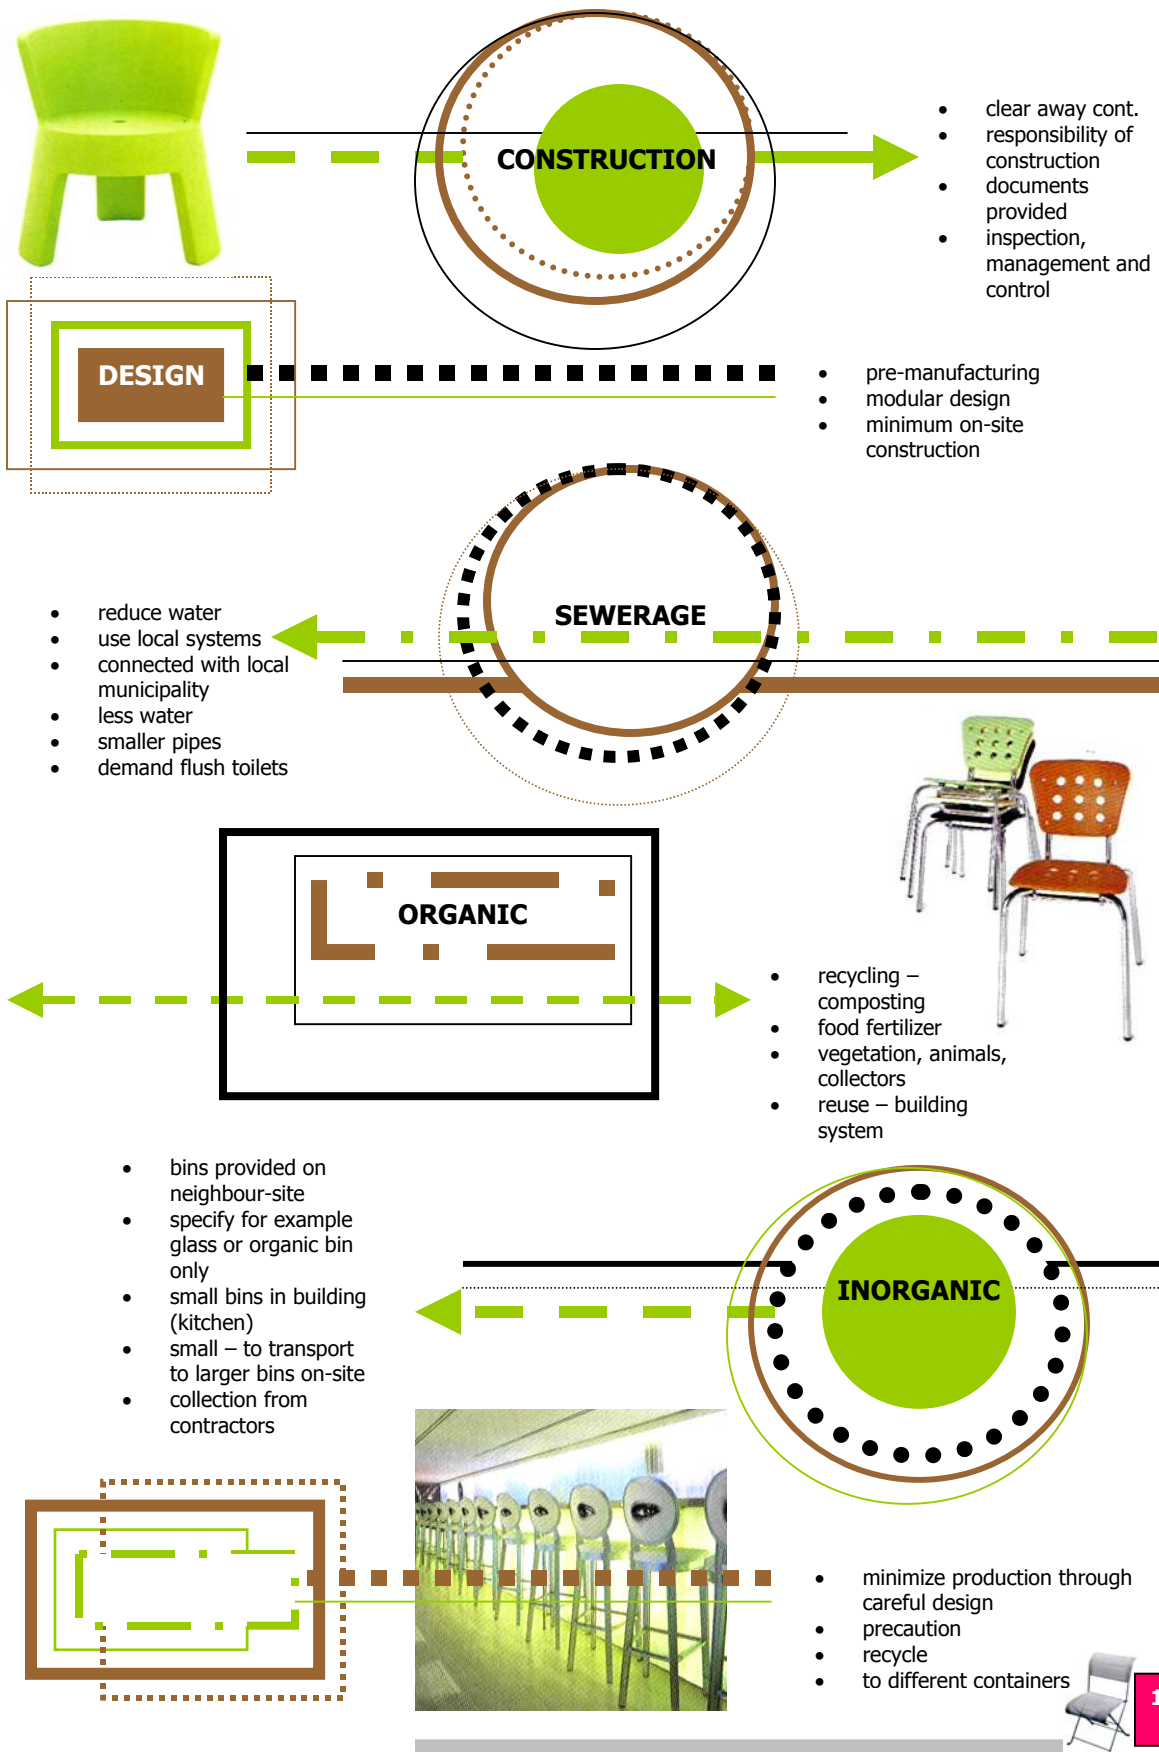 CONSTRUCTION
• clear away cont.
• responsibility of
construction
• documents
provided
• inspection,
management and
control
DESIGN
• pre-manufacturing
• modular design
• minimum on-site
construction
SEWERAGE
• reduce water
• use local systems
• connected with local
municipality
• less water
• smaller pipes
• demand flush toilets
ORGANIC
• recycling –
composting
• food fertilizer
• vegetation, animals,
collectors
• reuse – building
system
• bins provided on
neighbour-site
• specify for example
glass or organic bin
only
• small bins in building
(kitchen)
• small – to transport
to larger bins on-site
• collection from
contractors
INORGANIC
• minimize production through
careful design
• precaution
• recycle
• to different containers